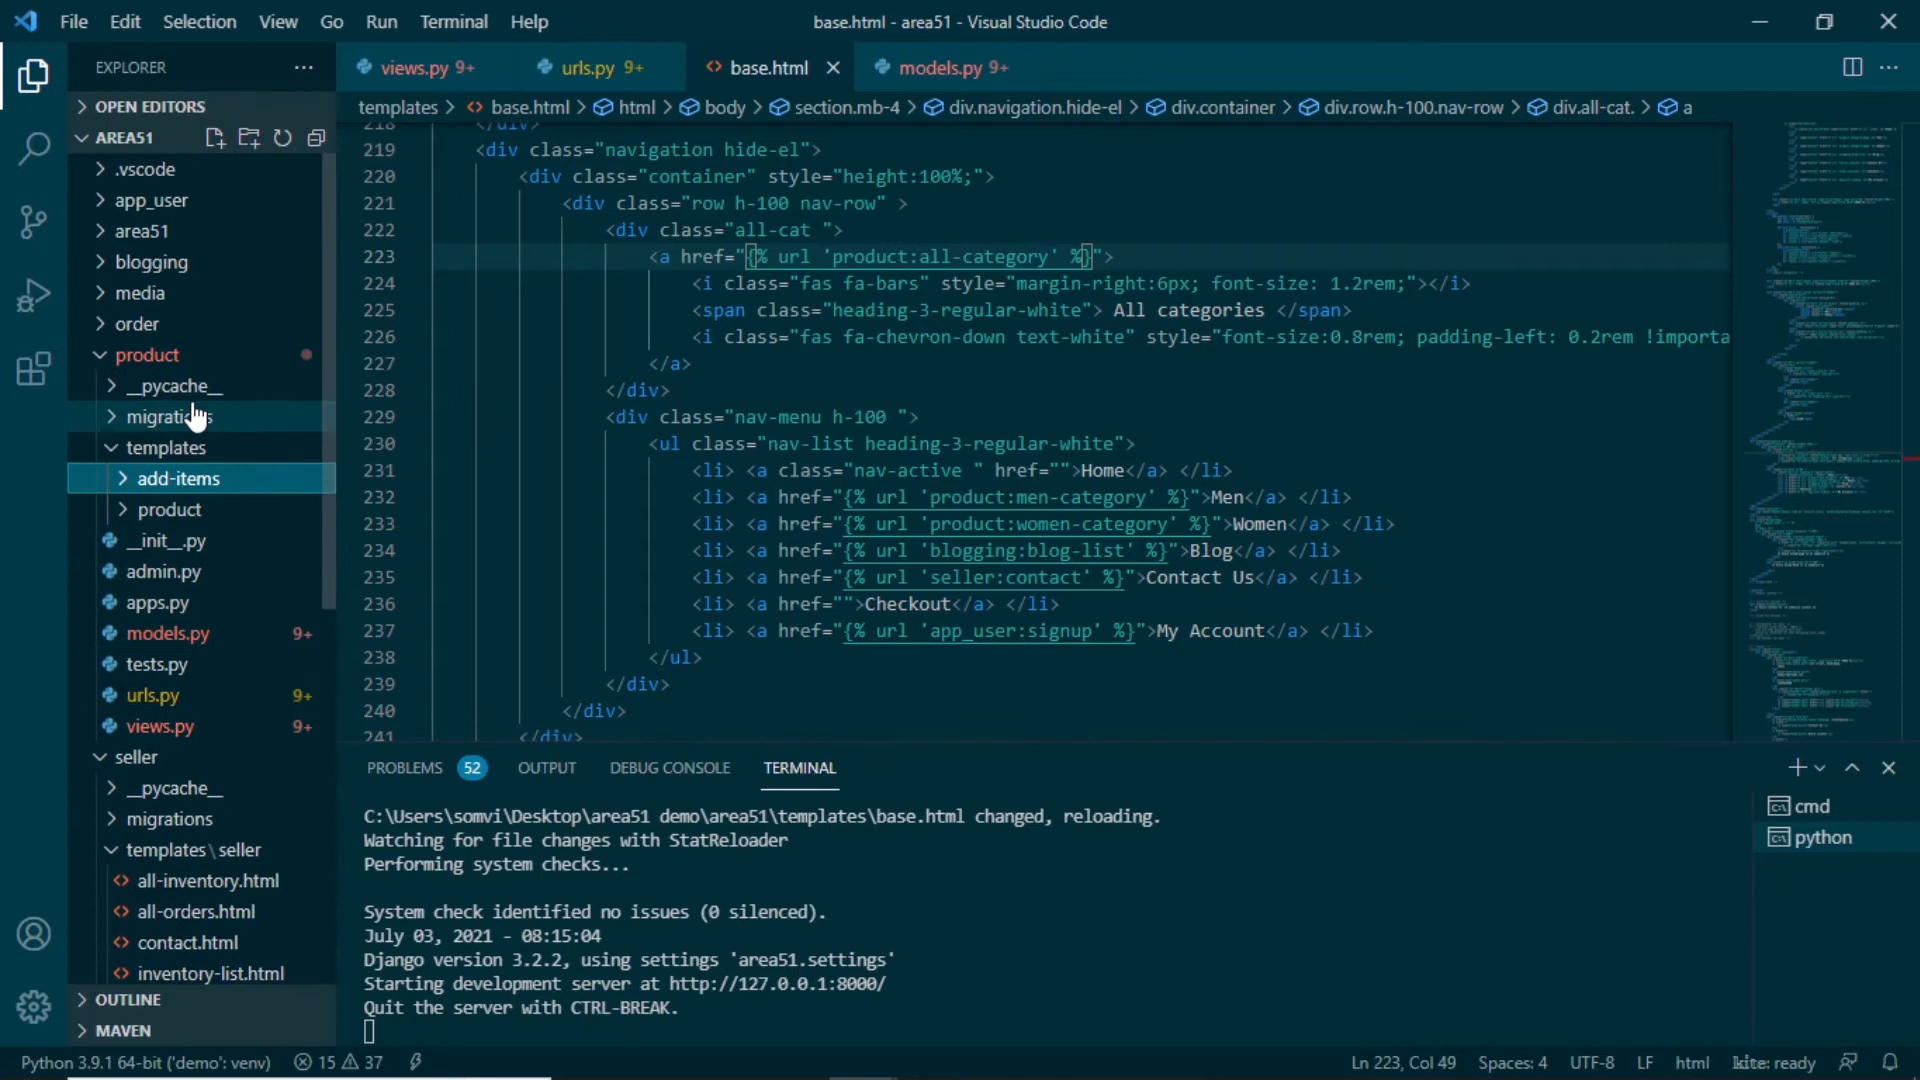 File Edit Selection View Go Run Terminal Help
base.html - area51 - Visual Studio Code
EXPLORER
OPEN EDITORS
AREA51
.vscode
app_user
area51
blogging
media
order
product
__pycache__
migrations
templates
add-items
product
__init__.py
admin.py
apps.py
models.py 9+
tests.py
urls.py 9+
views.py 9+
seller
__pycache__
migrations
templates\seller
all-inventory.html
all-orders.html
contact.html
inventory-list.html
OUTLINE
MAVEN
views.py 9+ urls.py 9+ base.html models.py 9+
templates > base.html > html > body > section.mb-4 > div.navigation.hide-el > div.container > div.row.h-100.nav-row > div.all-cat. > a
218 </div>
219 <div class="navigation hide-el">
220 <div class="container" style="height:100%;">
221 <div class="row h-100 nav-row" >
222 <div class="all-cat ">
223 <a href="{% url 'product:all-category' %}">
224 <i class="fas fa-bars" style="margin-right:6px; font-size: 1.2rem;"></i>
225 <span class="heading-3-regular-white"> All categories </span>
226 <i class="fas fa-chevron-down text-white" style="font-size:0.8rem; padding-left: 0.2rem !importa
227 </a>
228 </div>
229 <div class="nav-menu h-100 ">
230 <ul class="nav-list heading-3-regular-white">
231 <li> <a class="nav-active " href="">Home</a> </li>
232 <li> <a href="{% url 'product:men-category' %}">Men</a> </li>
233 <li> <a href="{% url 'product:women-category' %}">Women</a> </li>
234 <li> <a href="{% url 'blogging:blog-list' %}">Blog</a> </li>
235 <li> <a href="{% url 'seller:contact' %}">Contact Us</a> </li>
236 <li> <a href="">Checkout</a> </li>
237 <li> <a href="{% url 'app_user:signup' %}">My Account</a> </li>
238 </ul>
239 </div>
240 </div>
241 </div>
PROBLEMS 52 OUTPUT DEBUG CONSOLE TERMINAL
C:\Users\somvi\Desktop\area51 demo\area51\templates\base.html changed, reloading.
Watching for file changes with StatReloader
Performing system checks...
System check identified no issues (0 silenced).
July 03, 2021 - 08:15:04
Django version 3.2.2, using settings 'area51.settings'
Starting development server at http://127.0.0.1:8000/
Quit the server with CTRL-BREAK.
cmd
python
Python 3.9.1 64-bit ('demo': venv) 15 37 Ln 223, Col 49 Spaces: 4 UTF-8 LF html kite: ready